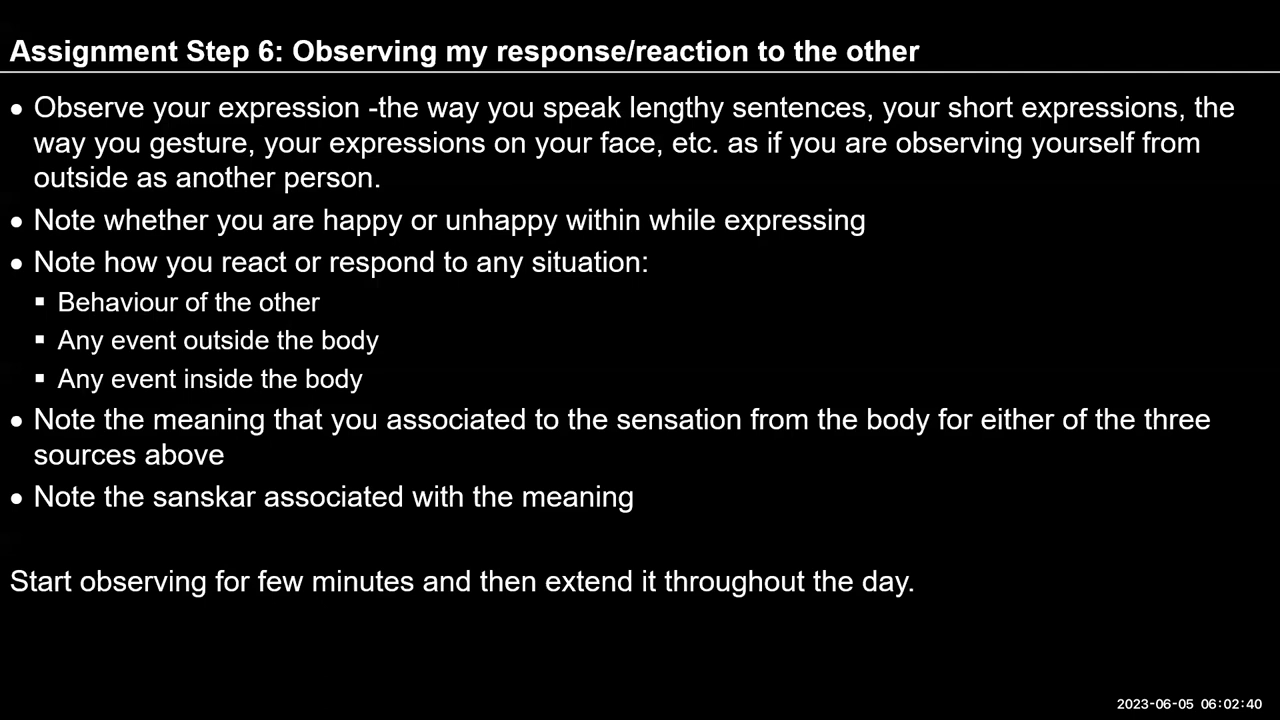 Assignment Step 6: Observing my response/reaction to the other
• Observe your expression -the way you speak lengthy sentences, your short expressions, the
way you gesture, your expressions on your face, etc. as if you are observing yourself from
outside as another person.
• Note whether you are happy or unhappy within while expressing
• Note how you react or respond to any situation:
▪ Behaviour of the other
▪ Any event outside the body
▪ Any event inside the body
• Note the meaning that you associated to the sensation from the body for either of the three
sources above
• Note the sanskar associated with the meaning
Start observing for few minutes and then extend it throughout the day.
2023-06-05 06:02:40